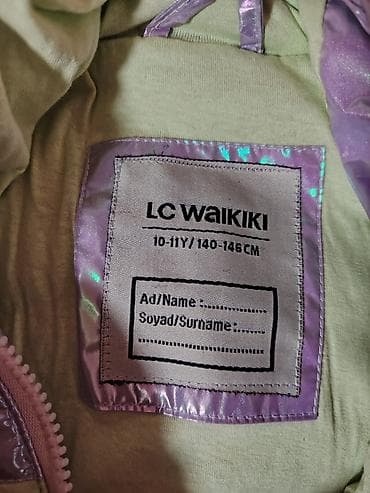 LC WAIKIKI
10-11Y/140-146CM
Ad/Name :..............
Soyad/Surname:.......
..............................